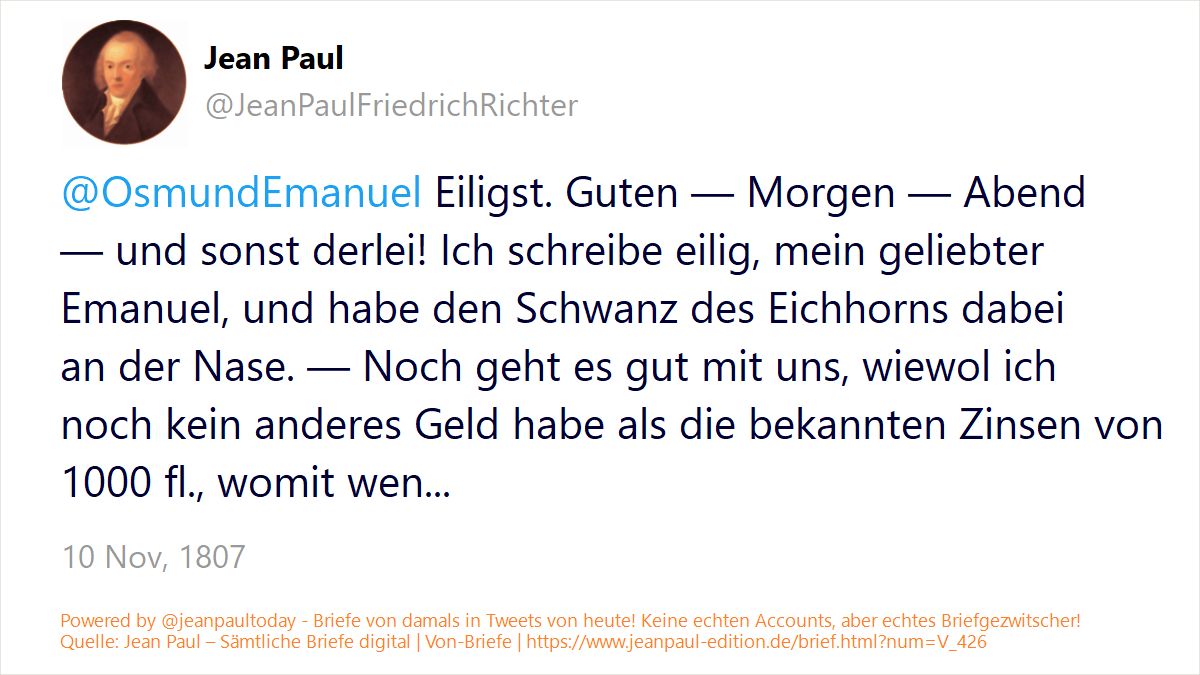 Jean Paul
@JeanPaulFriedrichRichter
@OsmundEmanuel Eiligst. Guten — Morgen — Abend
— und sonst derlei! Ich schreibe eilig, mein geliebter
Emanuel, und habe den Schwanz des Eichhorns dabei
an der Nase. — Noch geht es gut mit uns, wiewol ich
noch kein anderes Geld habe als die bekannten Zinsen von
1000 fl., womit wen...
10 Nov, 1807
Powered by @jeanpaultoday - Briefe von damals in Tweets von heute! Keine echten Accounts, aber echtes Briefgezwitscher!
Quelle: Jean Paul – Sämtliche Briefe digital | Von-Briefe | https://www.jeanpaul-edition.de/brief.html?num=V_426